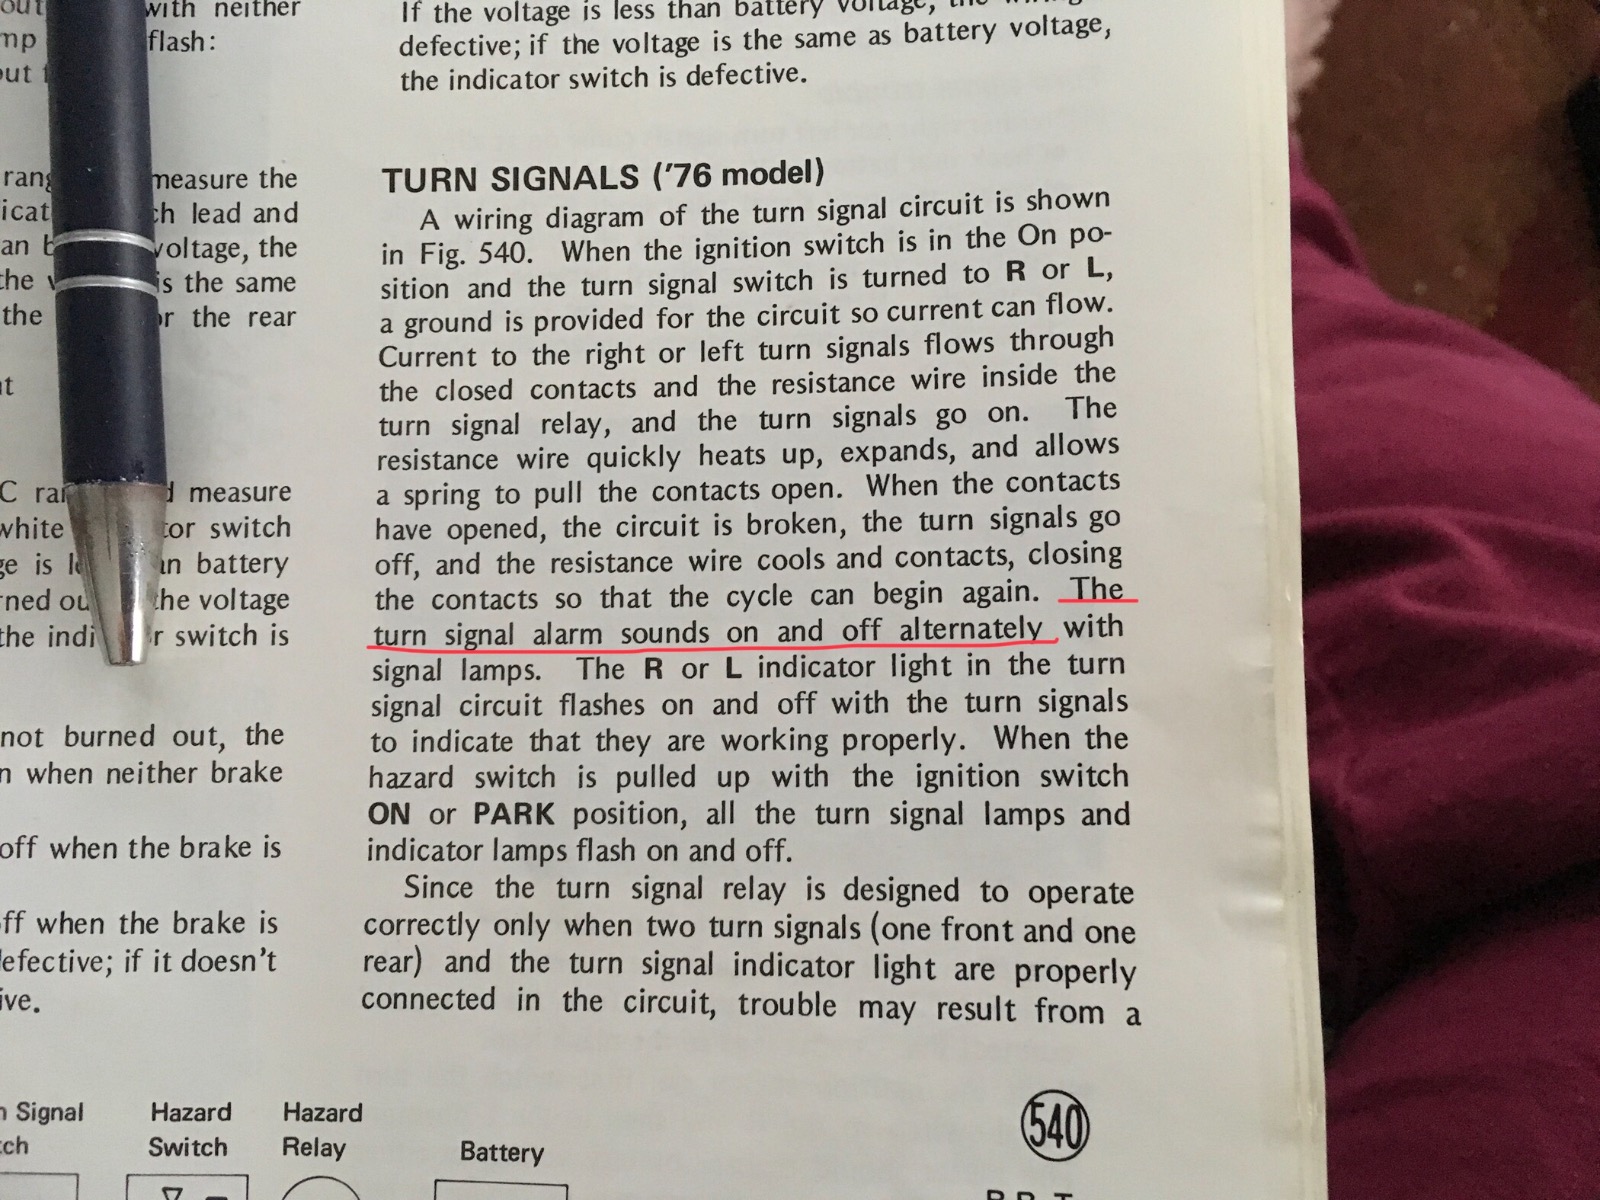 with neither
flash:
measure the
lead and
voltage, the
is the same
the or the rear
measure
switch
battery
the voltage
the switch is
not burned out, the
when neither brake
off when the brake is
when the brake is
if it doesn't
If the voltage is less than battery voltage, the
defective; if the voltage is the same as battery voltage,
the indicator switch is defective.
TURN SIGNALS ('76 model)
A wiring diagram of the turn signal circuit is shown
in Fig. 540. When the ignition switch is in the On po-
sition and the turn signal switch is turned to R or L,
a ground is provided for the circuit so current can flow.
Current to the right or left turn signals flows through
the closed contacts and the resistance wire inside the
turn signal relay, and the turn signals go on. The
resistance wire quickly heats up, expands, and allows
a spring to pull the contacts open. When the contacts
have opened, the circuit is broken, the turn signals go
off, and the resistance wire cools and contacts, closing
the contacts so that the cycle can begin again. The
turn signal alarm sounds on and off alternately with
signal lamps. The R or L indicator light in the turn
signal circuit flashes on and off with the turn signals
to indicate that they are working properly. When the
hazard switch is pulled up with the ignition switch
ON or PARK position, all the turn signal lamps and
indicator lamps flash on and off.
Since the turn signal relay is designed to operate
correctly only when two turn signals (one front and one
rear) and the turn signal indicator light are properly
connected in the circuit, trouble may result from a
540
Signal
Hazard
Switch
Hazard
Relay
Battery